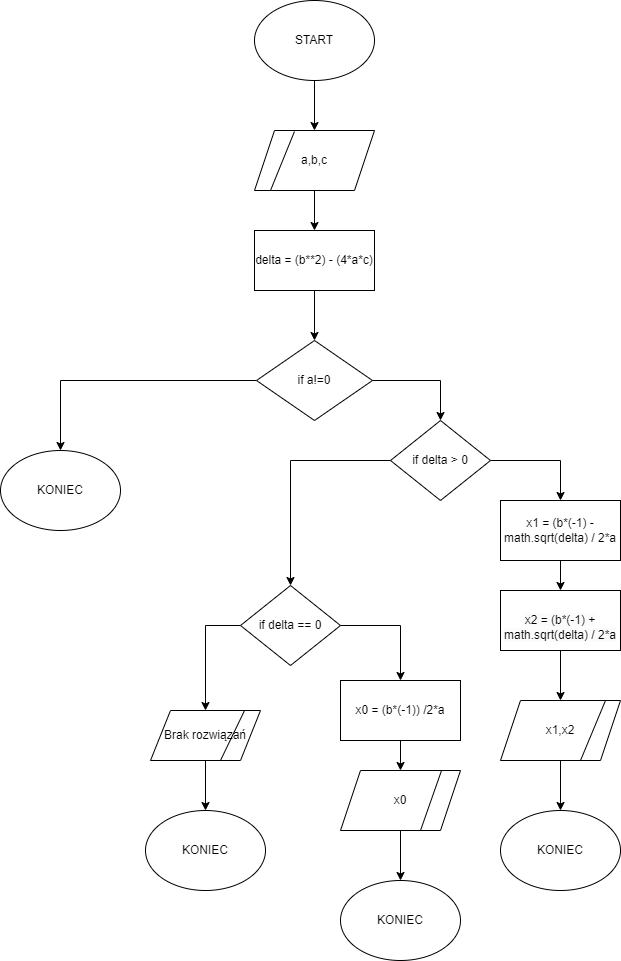 START
a,b,c
delta = (b**2) - (4*a*c)
if a!=0
KONIEC
if delta > 0
x1 = (b*(-1) -
math.sqrt(delta) / 2*a
x2 = (b*(-1) +
math.sqrt(delta) / 2*a
if delta == 0
x0 = (b*(-1)) /2*a
Brak rozwiązań
x1,x2
x0
KONIEC
KONIEC
KONIEC